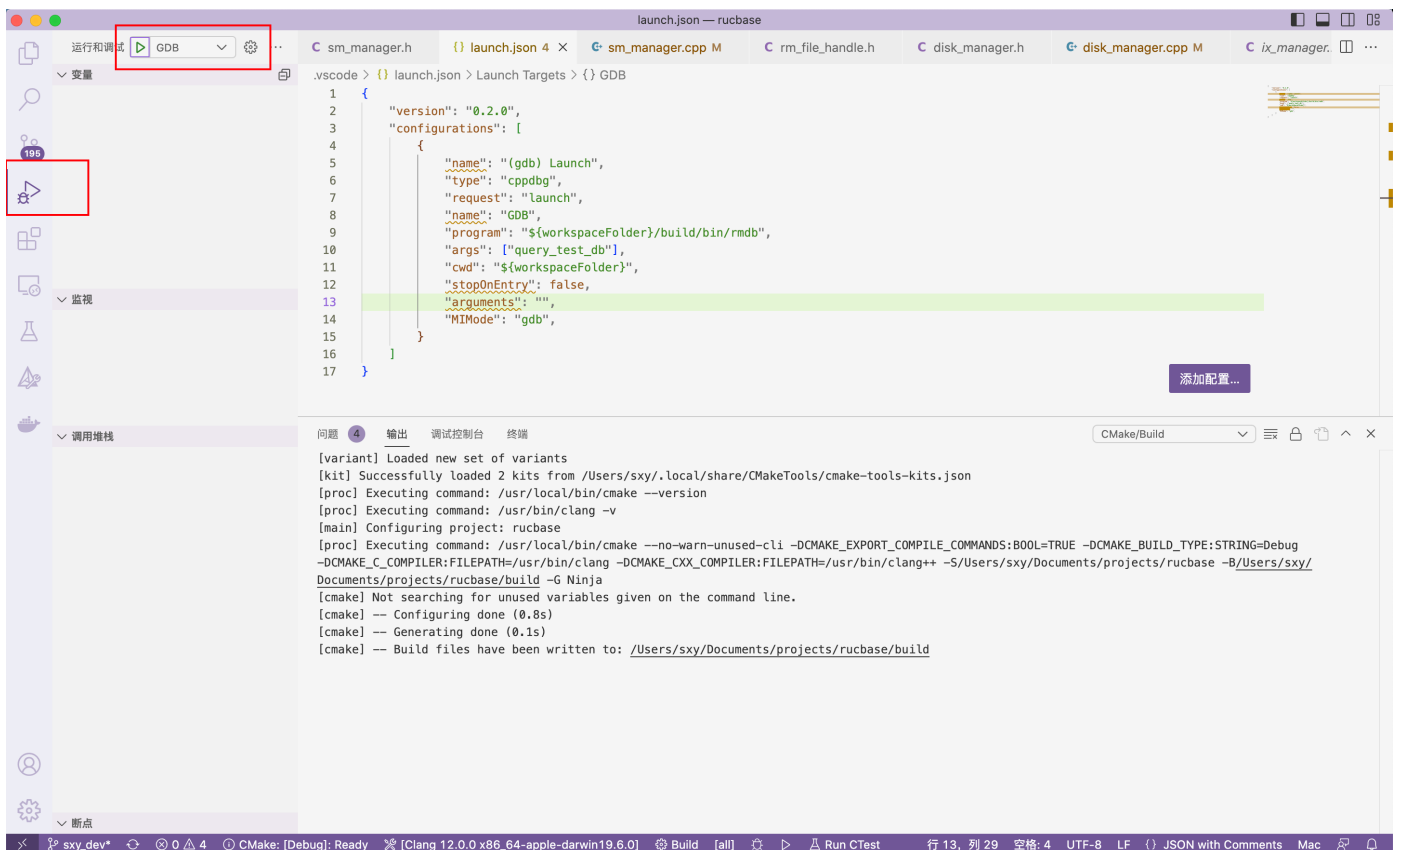 launch.json — rucbase
运行和调试 GDB ···
sm_manager.h
{} launch.json 4 ×
sm_manager.cpp M
rm_file_handle.h
disk_manager.h
disk_manager.cpp M
ix_manager.
变量
.vscode > {} launch.json > Launch Targets > {} GDB
1 {
2 "version": "0.2.0",
3 "configurations": [
4 {
5 "name": "(gdb) Launch",
6 "type": "cppdbg",
7 "request": "launch",
8 "name": "GDB",
9 "program": "${workspaceFolder}/build/bin/rmdb",
10 "args": ["query_test_db"],
11 "cwd": "${workspaceFolder}",
12 "stopOnEntry": false,
13 "arguments": "",
14 "MIMode": "gdb",
15 }
16 ]
17 }
195
监视
添加配置...
调用堆栈
问题 4 输出 调试控制台 终端 CMake/Build
[variant] Loaded new set of variants
[kit] Successfully loaded 2 kits from /Users/sxy/.local/share/CMakeTools/cmake-tools-kits.json
[proc] Executing command: /usr/local/bin/cmake --version
[proc] Executing command: /usr/bin/clang -v
[main] Configuring project: rucbase
[proc] Executing command: /usr/local/bin/cmake --no-warn-unused-cli -DCMAKE_EXPORT_COMPILE_COMMANDS:BOOL=TRUE -DCMAKE_BUILD_TYPE:STRING=Debug
-DCMAKE_C_COMPILER:FILEPATH=/usr/bin/clang -DCMAKE_CXX_COMPILER:FILEPATH=/usr/bin/clang++ -S/Users/sxy/Documents/projects/rucbase -B/Users/sxy/
Documents/projects/rucbase/build -G Ninja
[cmake] Not searching for unused variables given on the command line.
[cmake] -- Configuring done (0.8s)
[cmake] -- Generating done (0.1s)
[cmake] -- Build files have been written to: /Users/sxy/Documents/projects/rucbase/build
断点
sxy_dev* 0 4 CMake: [Debug]: Ready [Clang 12.0.0 x86_64-apple-darwin19.6.0] Build [all] Run CTest 行 13, 列 29 空格: 4 UTF-8 LF {} JSON with Comments Mac